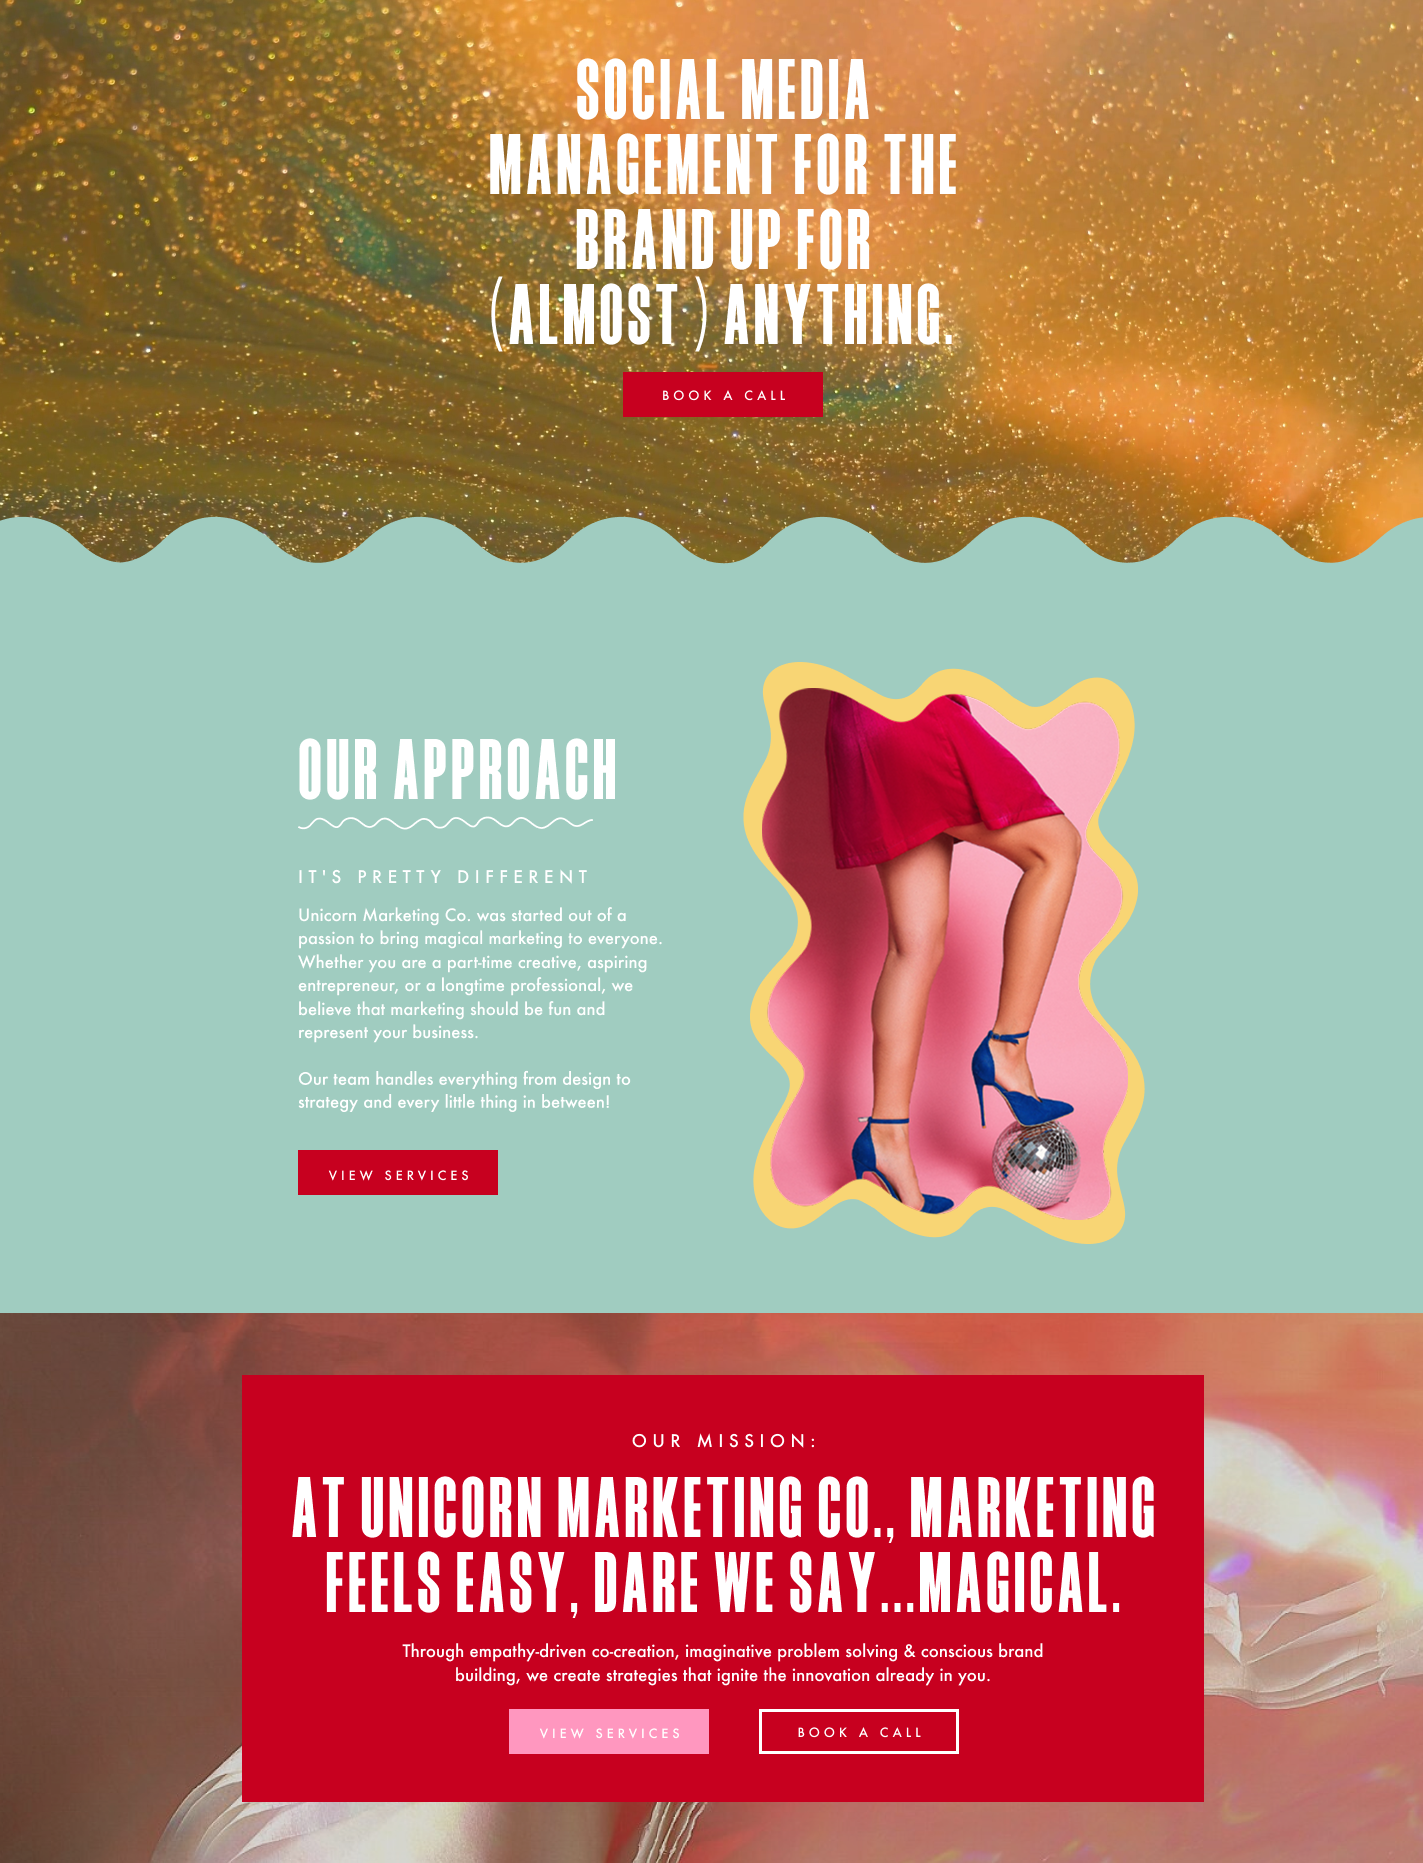 SOCIAL MEDIA
MANAGEMENT FOR THE
BRAND UP FOR
(ALMOST ) ANYTHING.
BOOK A CALL
OUR APPROACH
IT'S PRETTY DIFFERENT
Unicorn Marketing Co. was started out of a
passion to bring magical marketing to everyone.
Whether you are a part-time creative, aspiring
entrepreneur, or a longtime professional, we
believe that marketing should be fun and
represent your business.
Our team handles everything from design to
strategy and every little thing in between!
VIEW SERVICES
OUR MISSION:
AT UNICORN MARKETING CO., MARKETING
FEELS EASY, DARE WE SAY...MAGICAL.
Through empathy-driven co-creation, imaginative problem solving & conscious brand
building, we create strategies that ignite the innovation already in you.
VIEW SERVICES
BOOK A CALL